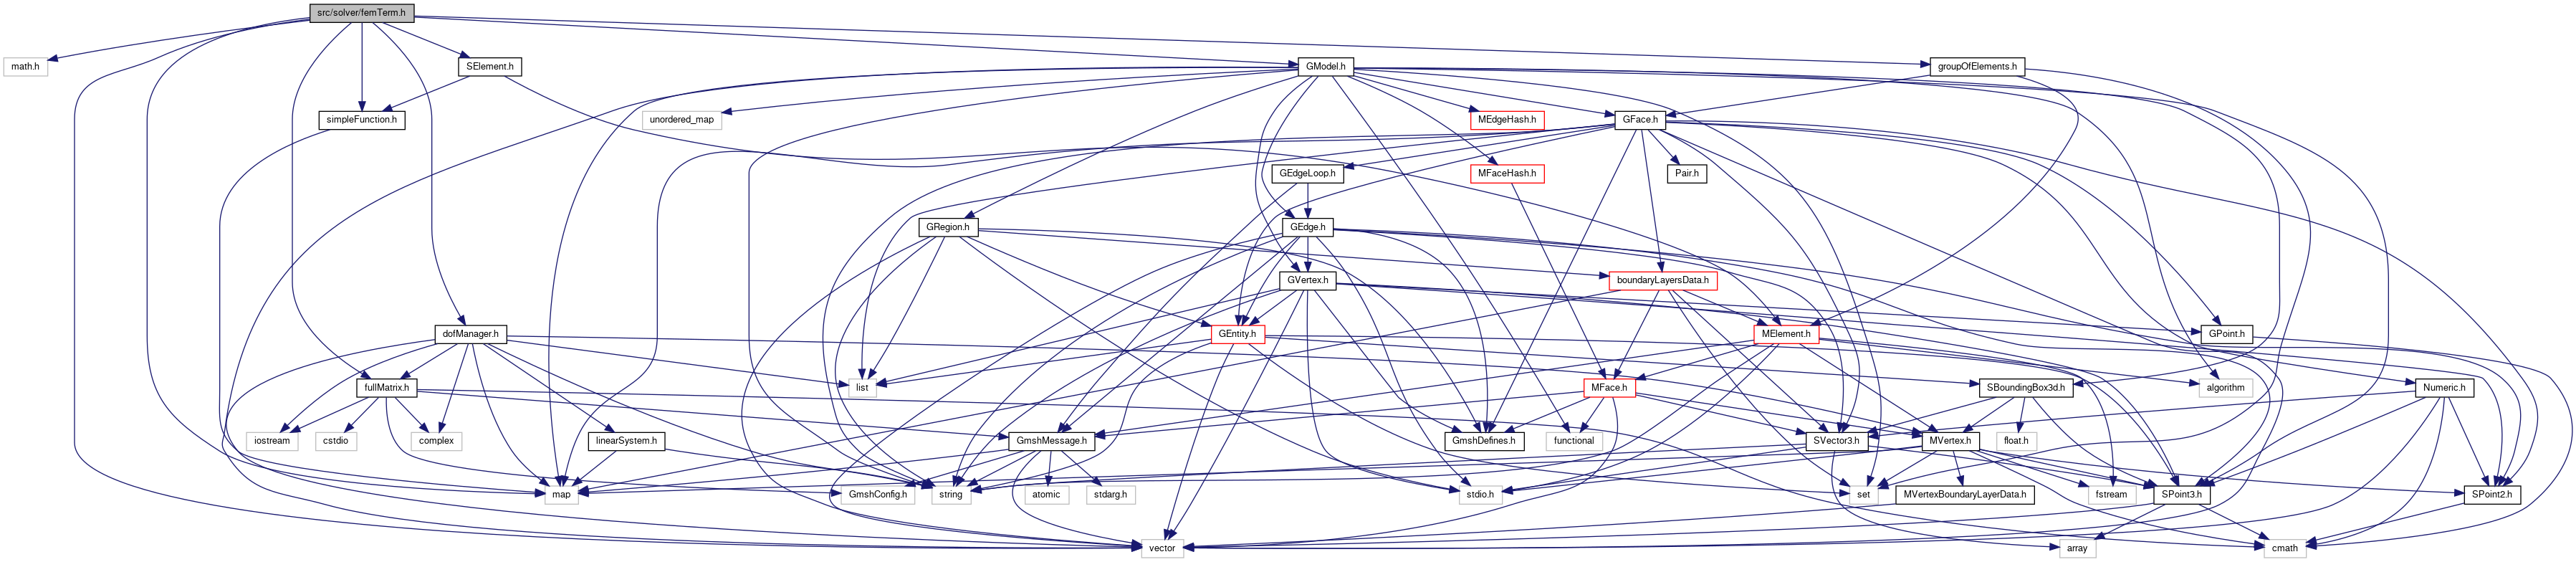 src/solver/femTerm.h
math.h
SElement.h
GModel.h
groupOfElements.h
simpleFunction.h
unordered_map
MEdgeHash.h
GFace.h
GEdgeLoop.h
MFaceHash.h
Pair.h
GRegion.h
GEdge.h
GVertex.h
boundaryLayersData.h
dofManager.h
GEntity.h
MElement.h
GPoint.h
fullMatrix.h
list
MFace.h
SBoundingBox3d.h
algorithm
Numeric.h
iostream
cstdio
complex
linearSystem.h
GmshMessage.h
GmshDefines.h
functional
SVector3.h
MVertex.h
float.h
map
GmshConfig.h
string
atomic
stdarg.h
stdio.h
set
MVertexBoundaryLayerData.h
fstream
SPoint3.h
SPoint2.h
vector
array
cmath